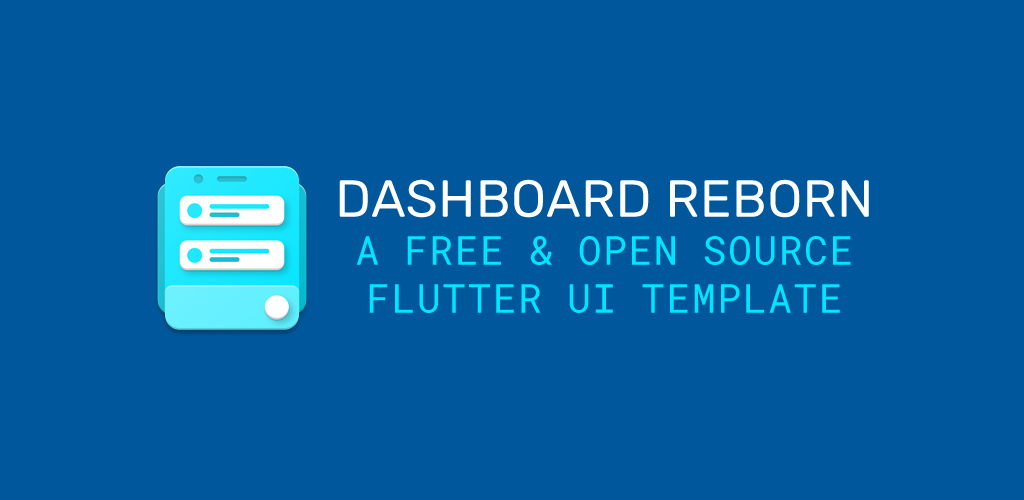 DASHBOARD REBORN
A FREE & OPEN SOURCE
FLUTTER UI TEMPLATE